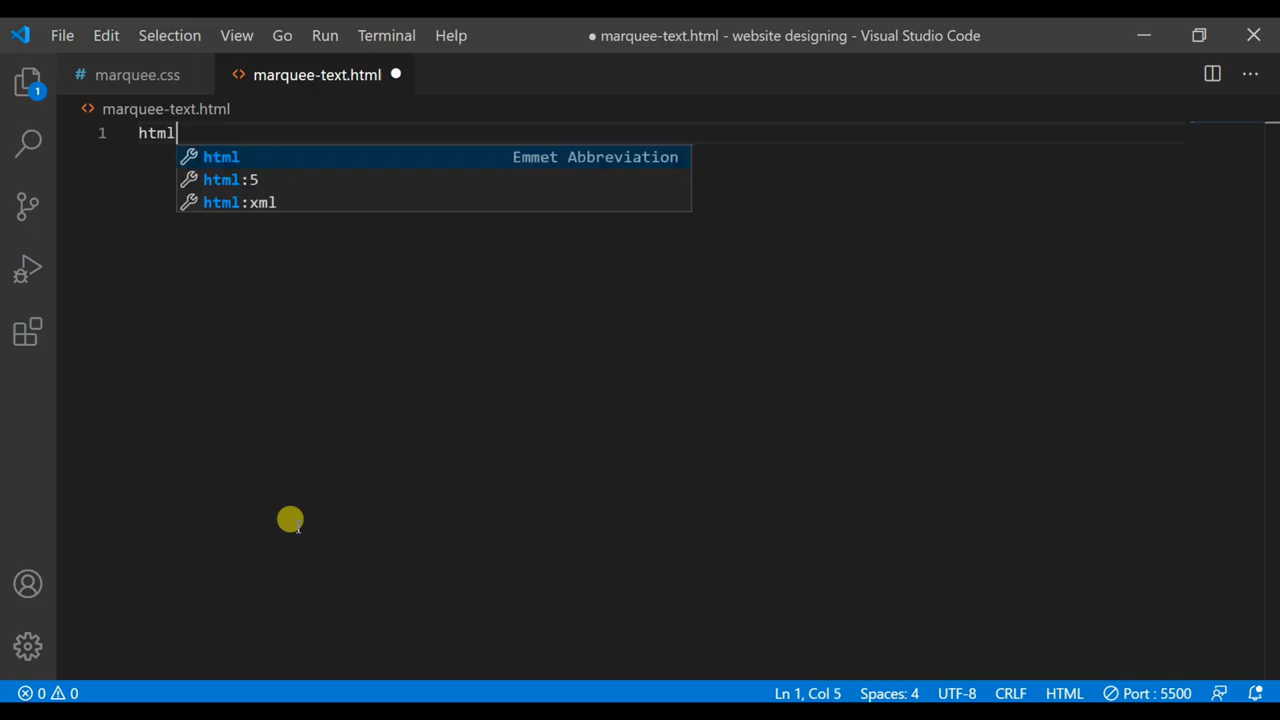 File Edit Selection View Go Run Terminal Help ● marquee-text.html - website designing - Visual Studio Code
# marquee.css <> marquee-text.html ●
1
<> marquee-text.html
1 html
html Emmet Abbreviation
html:5
html:xml
0 0 Ln 1, Col 5 Spaces: 4 UTF-8 CRLF HTML Port : 5500